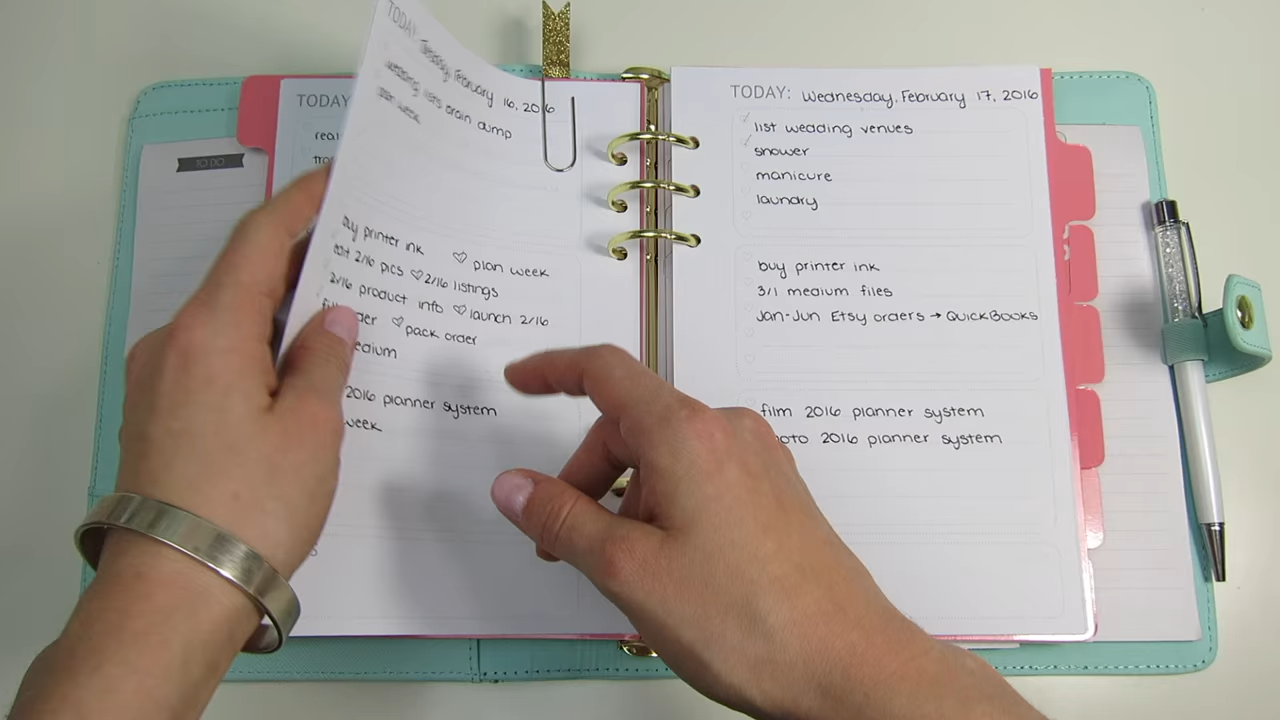 TO DO
TODAY:
TODAY: Tuesday, February 16, 2016
wedding lists brain dump
plan week
buy printer ink ♡ plan week
edit 2/16 pics ♡ 2/16 listings
2/16 product info ♡ launch 2/16
♡ pack order
medium
2016 planner system
week
TODAY: Wednesday, February 17, 2016
list wedding venues
shower
manicure
laundry
buy printer ink
3/1 medium files
Jan-Jun Etsy orders → QuickBooks
film 2016 planner system
2016 planner system